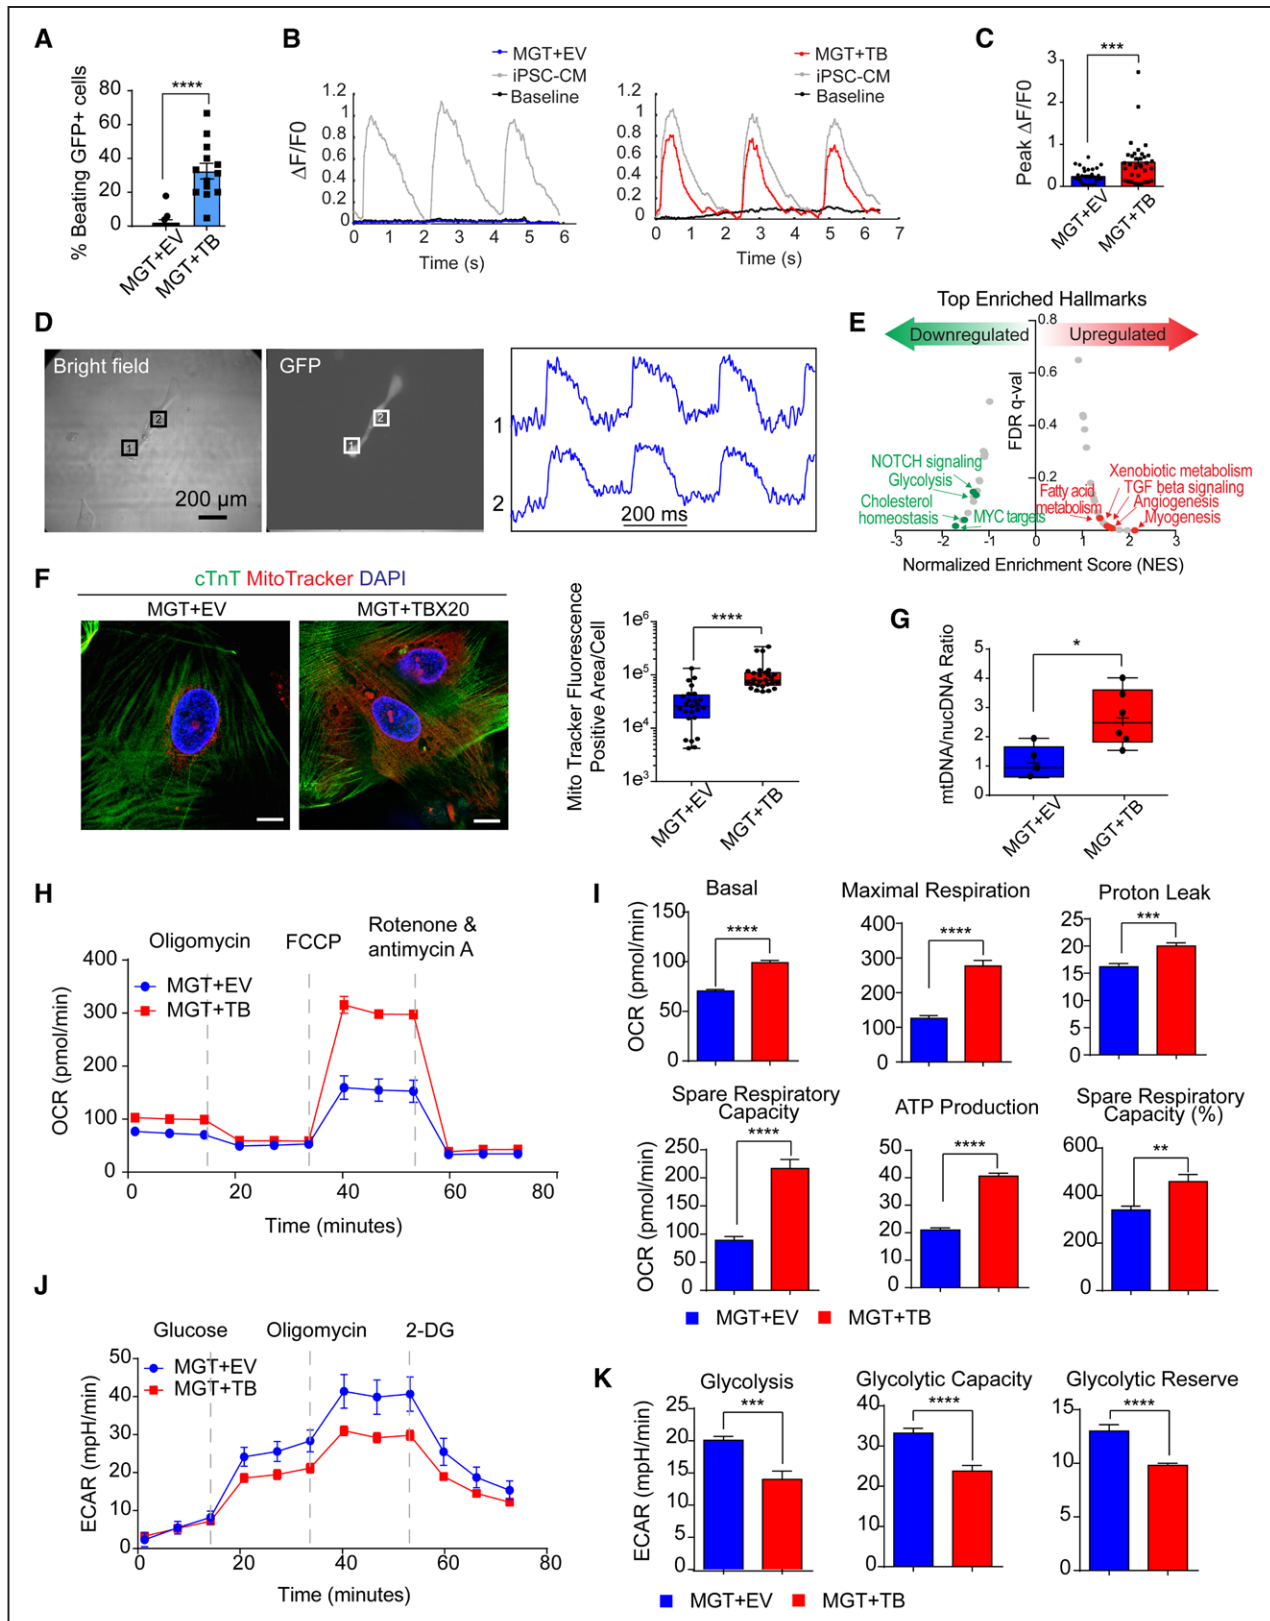 A
% Beating GFP+ cells
80
60
40
20
0
****
MGT+EV
MGT+TB
B
MGT+EV
iPSC-CM
Baseline
ΔF/F0
1.2
1
0.8
0.6
0.4
0.2
0
0 1 2 3 4 5 6
Time (s)
MGT+TB
iPSC-CM
Baseline
1.2
1
0.8
0.6
0.4
0.2
0
0 1 2 3 4 5 6 7
Time (s)
C
Peak ΔF/F0
3
2
1
0
***
MGT+EV
MGT+TB
D
Bright field
1
2
200 µm
GFP
1
2
1
2
200 ms
E
Top Enriched Hallmarks
Downregulated
Upregulated
FDR q-val
0.8
0.6
0.4
0.2
NOTCH signaling
Glycolysis
Cholesterol
homeostasis
MYC targets
Fatty acid
metabolism
Xenobiotic metabolism
TGF beta signaling
Angiogenesis
Myogenesis
-3 -2 -1 0 1 2 3
Normalized Enrichment Score (NES)
F
cTnT MitoTracker DAPI
MGT+EV
MGT+TBX20
Mito Tracker Fluorescence
Positive Area/Cell
1e6
1e5
1e4
1e3
****
MGT+EV
MGT+TB
G
mtDNA/nucDNA Ratio
5
4
3
2
1
0
*
MGT+EV
MGT+TB
H
Oligomycin
FCCP
Rotenone &
antimycin A
MGT+EV
MGT+TB
OCR (pmol/min)
400
300
200
100
0
0 20 40 60 80
Time (minutes)
I
Basal
OCR (pmol/min)
150
100
50
0
****
Maximal Respiration
400
300
200
100
0
****
Proton Leak
25
20
15
10
5
0
***
Spare Respiratory
Capacity
OCR (pmol/min)
250
200
150
100
50
0
****
ATP Production
50
40
30
20
10
0
****
Spare Respiratory
Capacity (%)
600
400
200
0
**
MGT+EV
MGT+TB
J
Glucose
Oligomycin
2-DG
MGT+EV
MGT+TB
ECAR (mpH/min)
50
40
30
20
10
0
0 20 40 60 80
Time (minutes)
K
Glycolysis
ECAR (mpH/min)
25
20
15
10
5
0
***
Glycolytic Capacity
40
30
20
10
0
****
Glycolytic Reserve
15
10
5
0
****
MGT+EV
MGT+TB